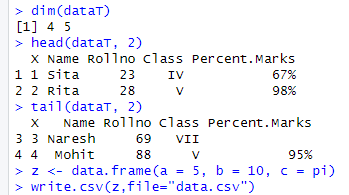 > dim(dataT)
[1] 4 5
> head(dataT, 2)
  X Name Rollno Class Percent.Marks
1 1 Sita     23    IV           67%
2 2 Rita     28     V           98%
> tail(dataT, 2)
  X   Name Rollno Class Percent.Marks
3 3 Naresh     69   VII
4 4  Mohit     88     V           95%
> z <- data.frame(a = 5, b = 10, c = pi)
> write.csv(z,file="data.csv")